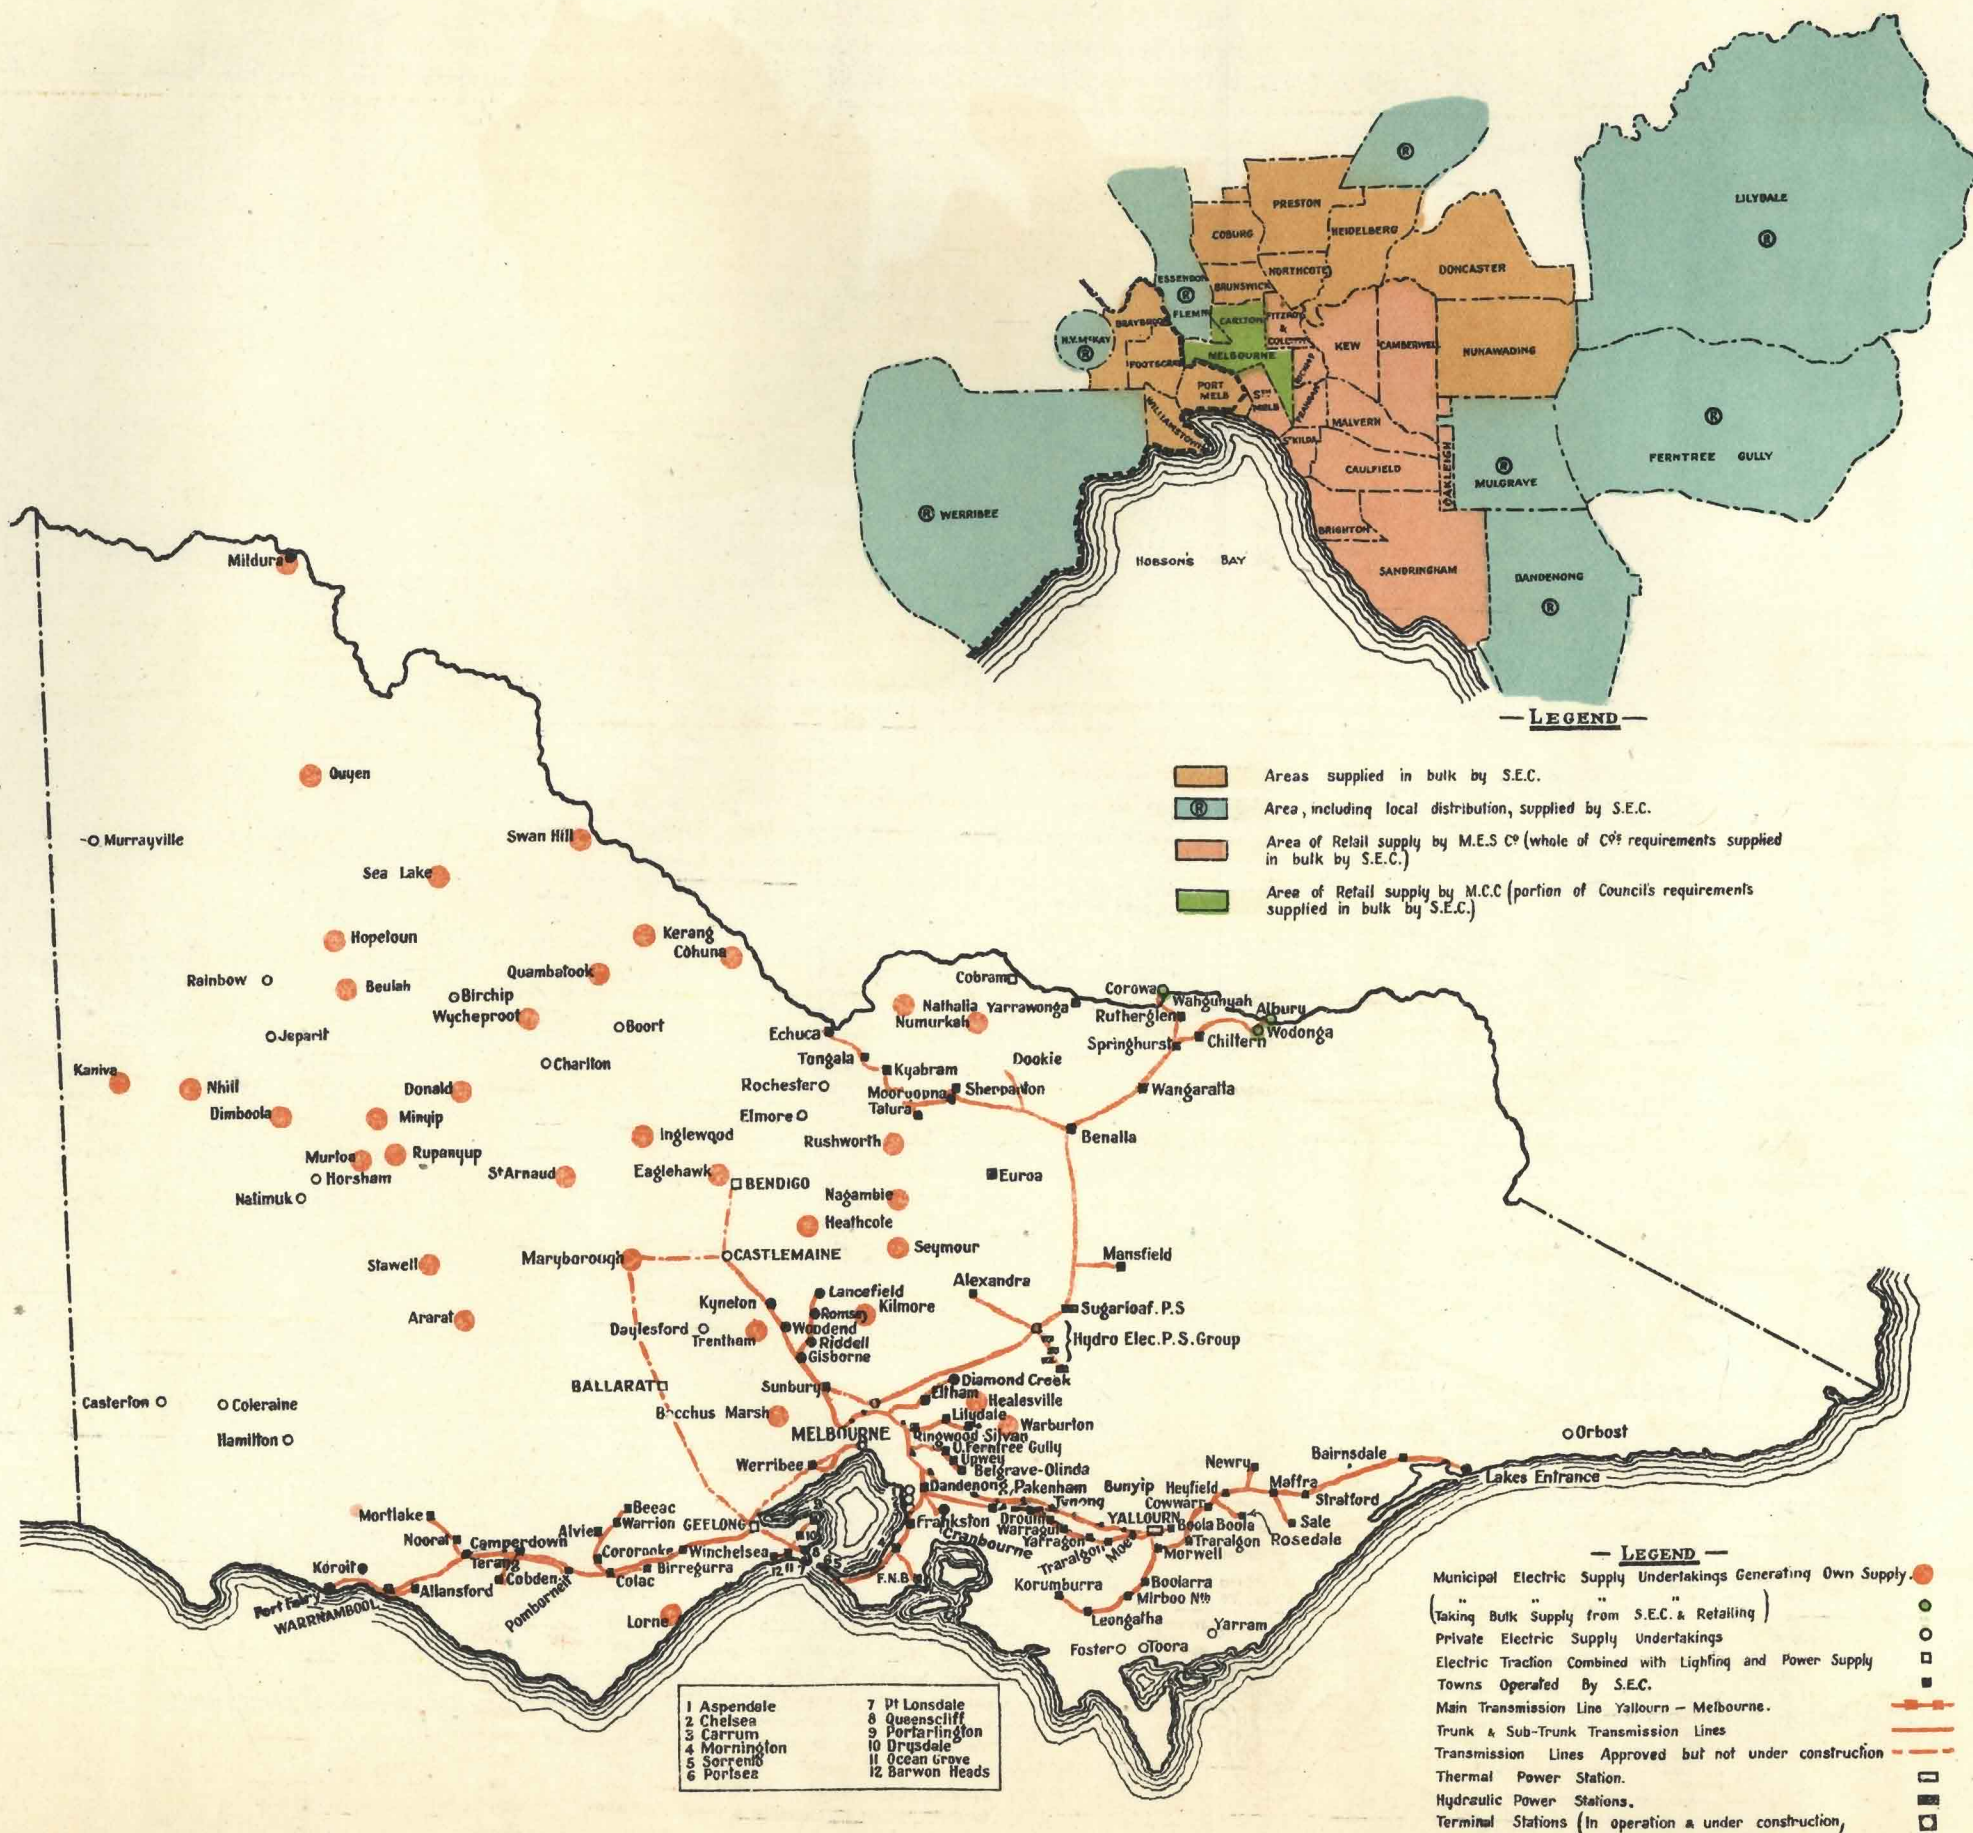 PRESTON
COBURG
HEIDELBERG
NORTHCOTE
DONCASTER
LILYDALE
ESSENDON
BRUNSWICK
FLEM
CARLTON
FITZROY
&
BRAYBROOK
H.V. McKAY
FOOTSCRAY
MELBOURNE
KEW
CAMBERWELL
NUNAWADING
PORT
MELB
STH
MELB
PRAHRAN
WILLIAMSTOWN
ST KILDA
MALVERN
CAULFIELD
OAKLEIGH
MULGRAVE
FERNTREE GULLY
WERRIBEE
BRIGHTON
HOBSON'S BAY
SANDRINGHAM
DANDENONG
— LEGEND —
Areas supplied in bulk by S.E.C.
Ⓡ Area, including local distribution, supplied by S.E.C.
Area of Retail supply by M.E.S Co (whole of Co's requirements supplied
in bulk by S.E.C.)
Area of Retail supply by M.C.C (portion of Council's requirements
supplied in bulk by S.E.C.)
Mildura
Ouyen
Murrayville
Swan Hill
Sea Lake
Hopetoun
Kerang
Cohuna
Rainbow
Beulah
Quambatook
Birchip
Wycheproof
Jeparit
Boort
Charlton
Kaniva
Nhill
Donald
Dimboola
Minyip
Murtoa
Rupanyup
Horsham
Natimuk
St Arnaud
Inglewood
Eaglehawk
BENDIGO
Cobram
Corowa
Nathalia
Yarrawonga
Wahgunyah
Albury
Numurkah
Rutherglen
Wodonga
Echuca
Springhurst
Chiltern
Tongala
Kyabram
Dookie
Rochester
Mooroopna
Shepparton
Wangaratta
Tatura
Elmore
Rushworth
Benalla
Euroa
Nagambie
Heathcote
Seymour
Stawell
Maryborough
CASTLEMAINE
Mansfield
Alexandra
Lancefield
Kyneton
Romsey
Kilmore
Sugarloaf. P.S
Ararat
Daylesford
Woodend
Trentham
Riddell
Hydro Elec. P.S. Group
Gisborne
BALLARAT
Sunbury
Diamond Creek
Eltham
Healesville
Casterton
Coleraine
Bacchus Marsh
Lilydale
Warburton
Hamilton
MELBOURNE
Ringwood
Silvan
U. Ferntree Gully
Upwey
Werribee
Belgrave-Olinda
Orbost
Bairnsdale
Lakes Entrance
Newry
Dandenong
Pakenham
Bunyip
Heyfield
Maffra
Stratford
Tynong
Cowwarr
Mortlake
Beeac
Warrion
GEELONG
Frankston
Drouin
YALLOURN
Boola Boola
Sale
Noorat
Alvie
Cranbourne
Warragul
Traralgon
Rosedale
Camperdown
Cororooke
Winchelsea
Yarragon
Traralgon
Moe
Morwell
Terang
Birregurra
Koroit
Cobden
Colac
F.N.B
Korumburra
Boolarra
Port Fairy
Allansford
Pomborneit
Mirboo Nth
WARRNAMBOOL
Lorne
Leongatha
Yarram
Foster
Toora
1 Aspendale
2 Chelsea
3 Carrum
4 Mornington
5 Sorrento
6 Portsea
7 Pt Lonsdale
8 Queenscliff
9 Portarlington
10 Drysdale
11 Ocean Grove
12 Barwon Heads
— LEGEND —
Municipal Electric Supply Undertakings Generating Own Supply.
" " " "
(Taking Bulk Supply from S.E.C. & Retailing)
Private Electric Supply Undertakings
Electric Traction Combined with Lighting and Power Supply
Towns Operated By S.E.C.
Main Transmission Line Yallourn – Melbourne.
Trunk & Sub-Trunk Transmission Lines
Transmission Lines Approved but not under construction
Thermal Power Station.
Hydraulic Power Stations.
Terminal Stations (In operation & under construction,